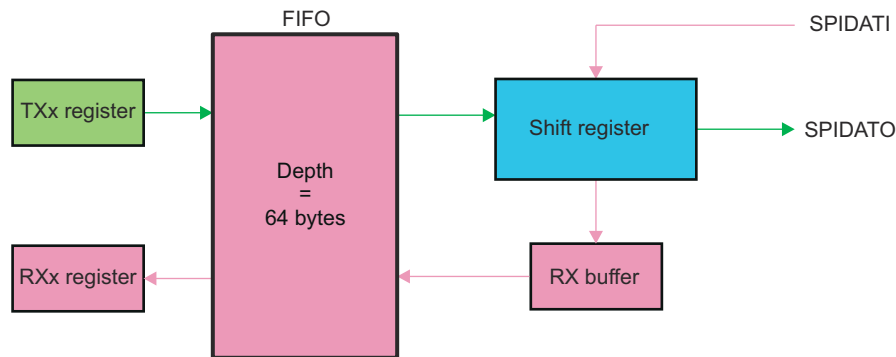 FIFO
SPIDATI
TXx register
Shift register
SPIDATO
Depth
=
64 bytes
RXx register
RX buffer